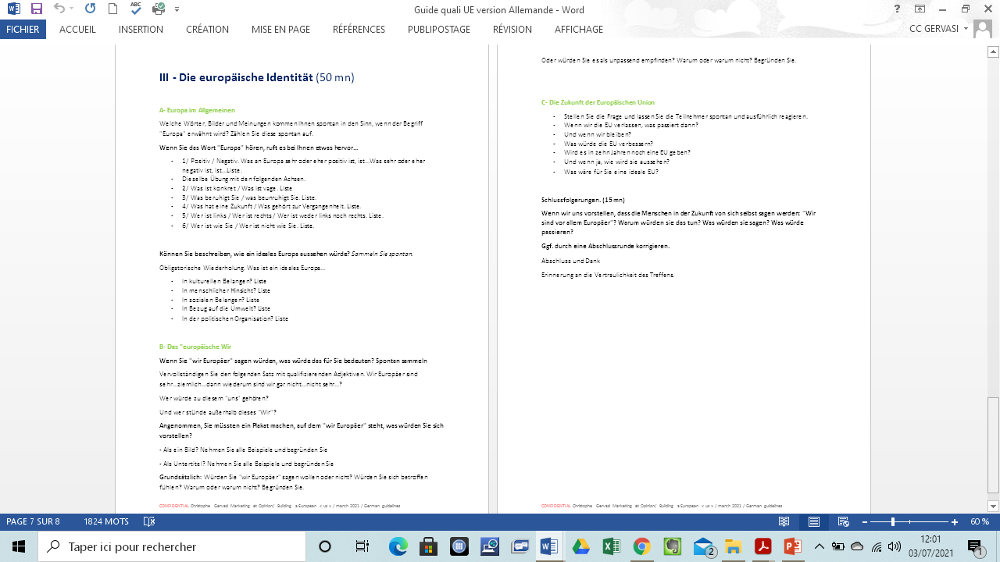 ABC
Guide quali UE version Allemande - Word
?
FICHIER ACCUEIL INSERTION CRÉATION MISE EN PAGE RÉFÉRENCES PUBLIPOSTAGE RÉVISION AFFICHAGE CC GERVASI
III - Die europäische Identität (50 mn)
A- Europa im Allgemeinen
Welche Wörter, Bilder und Meinungen kommen Ihnen spontan in den Sinn, wenn der Begriff
"Europa" erwähnt wird? Zählen Sie diese spontan auf.
Wenn Sie das Wort "Europa" hören, ruft es bei Ihnen etwas hervor...
- 1/ Positiv / Negativ. Was an Europa sehr oder eher positiv ist, ist...Was sehr oder eher
negativ ist, ist...Liste.
- Dieselbe Übung mit den folgenden Achsen.
- 2/ Was ist konkret / Was ist vage. Liste
- 3/ Was beruhigt Sie / was beunruhigt Sie. Liste.
- 4/ Was hat eine Zukunft / Was gehört zur Vergangenheit. Liste.
- 5/ Wer ist links / Wer ist rechts / Wer ist weder links noch rechts. Liste.
- 6/ Wer ist wie Sie / Wer ist nicht wie Sie. Liste.
Können Sie beschreiben, wie ein ideales Europa aussehen würde? Sammeln Sie spontan.
Obligatorische Wiederholung. Was ist ein ideales Europa...
- In kulturellen Belangen? Liste
- In menschlicher Hinsicht? Liste
- In sozialen Belangen? Liste
- In Bezug auf die Umwelt? Liste
- In der politischen Organisation? Liste
B- Das "europäische Wir
Wenn Sie "wir Europäer" sagen würden, was würde das für Sie bedeuten? Spontan sammeln
Vervollständigen Sie den folgenden Satz mit qualifizierenden Adjektiven. Wir Europäer sind
sehr...ziemlich...dann wiederum sind wir gar nicht...nicht sehr...?
Wer würde zu diesem "uns" gehören?
Und wer stünde außerhalb dieses "Wir"?
Angenommen, Sie müssten ein Plakat machen, auf dem "wir Europäer" steht, was würden Sie sich
vorstellen?
- Als ein Bild? Nehmen Sie alle Beispiele und begründen Sie
- Als Untertitel? Nehmen Sie alle Beispiele und begründen Sie
Grundsätzlich: Würden Sie "wir Europäer" sagen wollen oder nicht? Würden Sie sich betroffen
fühlen? Warum oder warum nicht? Begründen Sie.
CONFIDENTIAL Christophe Gervasi Marketing et Opinion/ Building a European « us » / march 2021 / German guidelines
Oder würden Sie es als unpassend empfinden? Warum oder warum nicht? Begründen Sie.
C- Die Zukunft der Europäischen Union
- Stellen Sie die Frage und lassen Sie die Teilnehmer spontan und ausführlich reagieren.
- Wenn wir die EU verlassen, was passiert dann?
- Und wenn wir bleiben?
- Was würde die EU verbessern?
- Wird es in zehn Jahren noch eine EU geben?
- Und wenn ja, wie wird sie aussehen?
- Was wäre für Sie eine ideale EU?
Schlussfolgerungen. (15 mn)
Wenn wir uns vorstellen, dass die Menschen in der Zukunft von sich selbst sagen werden: "Wir
sind vor allem Europäer"? Warum würden sie das tun? Was würden sie sagen? Was würde
passieren?
Ggf. durch eine Abschlussrunde korrigieren.
Abschluss und Dank
Erinnerung an die Vertraulichkeit des Treffens.
CONFIDENTIAL Christophe Gervasi Marketing et Opinion/ Building a European « us » / march 2021 / German guidelines
PAGE 7 SUR 8 1824 MOTS 60 %
Taper ici pour rechercher
2
12:01
03/07/2021
1